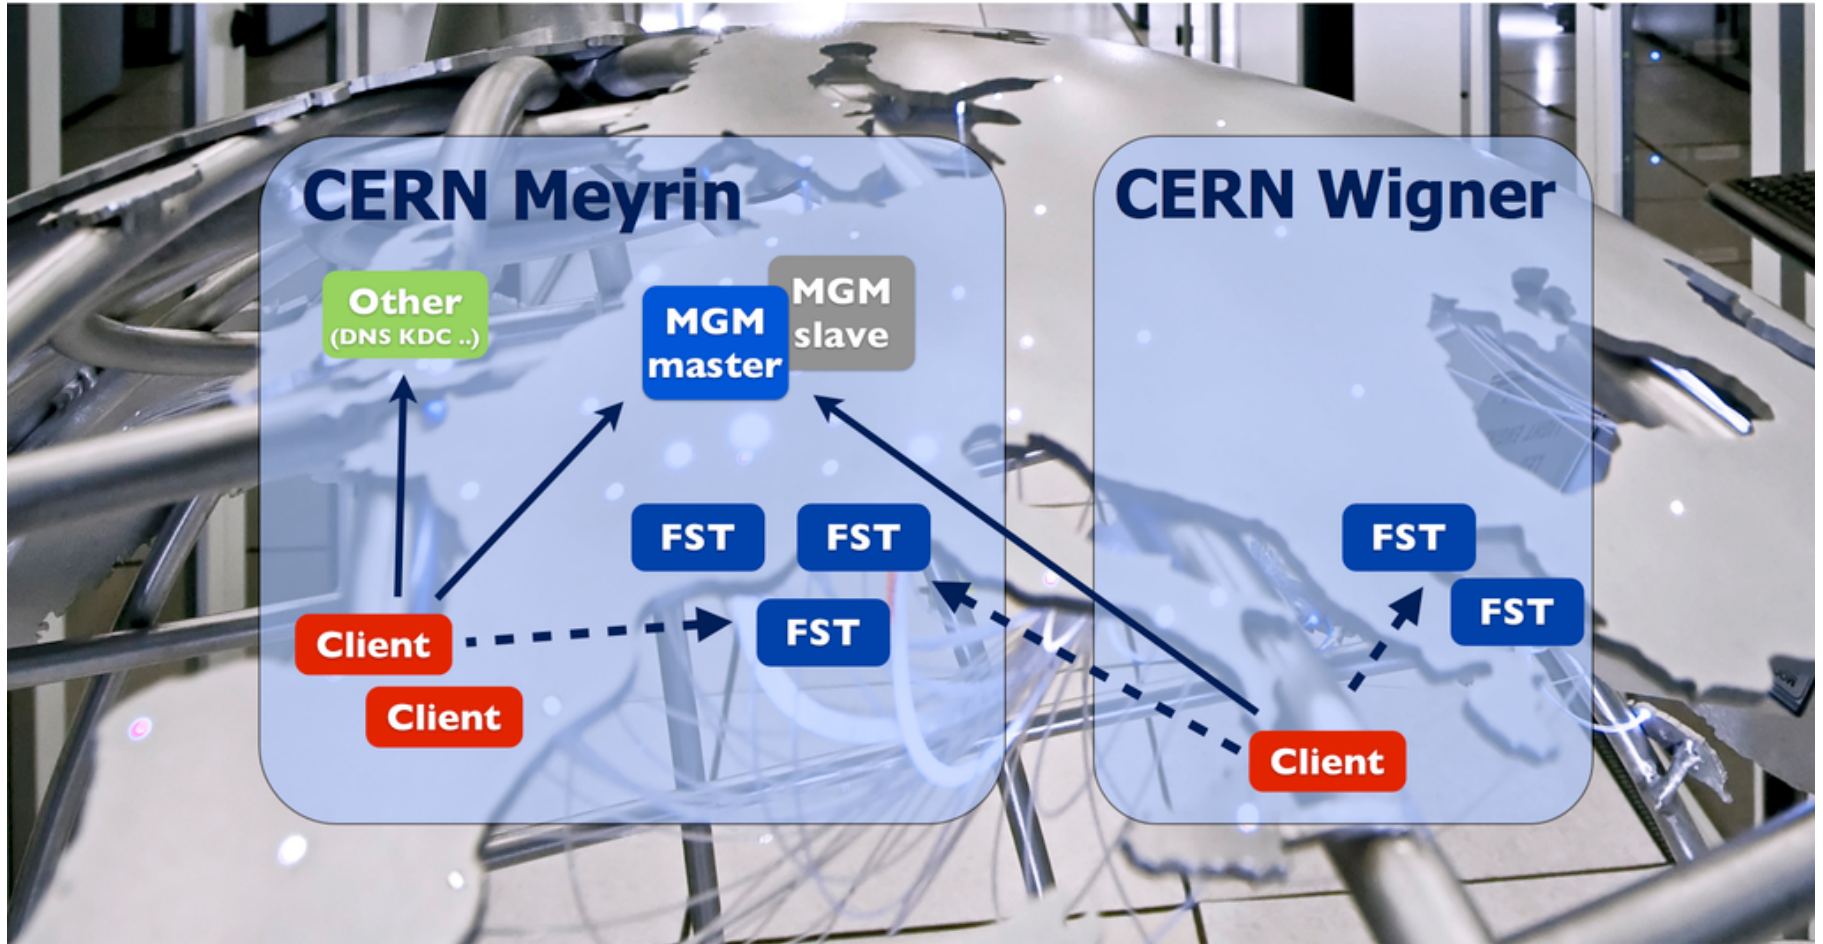 CERN Meyrin
CERN Wigner
Other
(DNS KDC ..)
MGM
master
MGM
slave
FST
FST
FST
FST
FST
Client
Client
Client